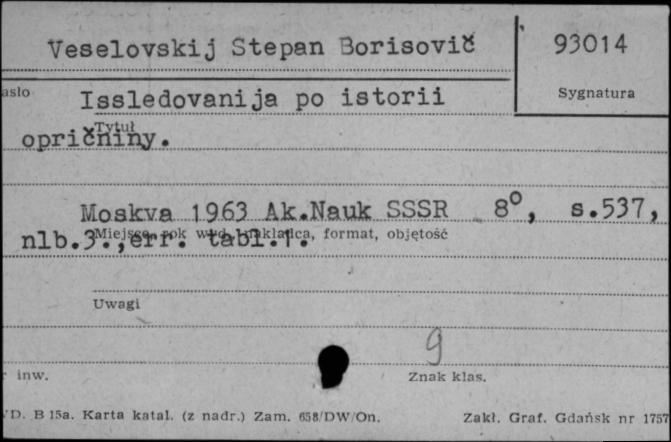 Veselovskij Stepan Borisovič 93014
asło Issledovanija po istorii Sygnatura
Tytuł
opričniny.
Moskva 1963 Ak.Nauk SSSR 8°, s.537,
Miejsce, rok wyd., nakładca, format, objętość
nlb.3.,err. tabl.1.
Uwagi
9
r inw. Znak klas.
D. B 15a. Karta katal. (z nadr.) Zam. 658/DW/On. Zakł. Graf. Gdańsk nr 1757